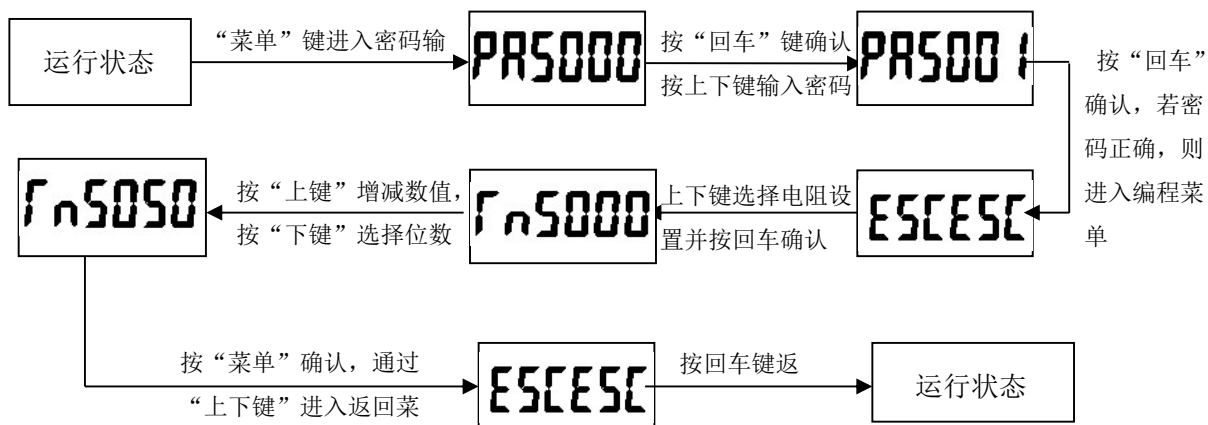 运行状态
“菜单”键进入密码输
PAS000
按“回车”键确认
按上下键输入密码
PAS001
按“回车”
确认，若密
码正确，则
进入编程菜
单
ESCESC
上下键选择电阻设
置并按回车确认
rnS000
按“上键”增减数值，
按“下键”选择位数
rnS050
按“菜单”确认，通过
“上下键”进入返回菜
ESCESC
按回车键返
运行状态